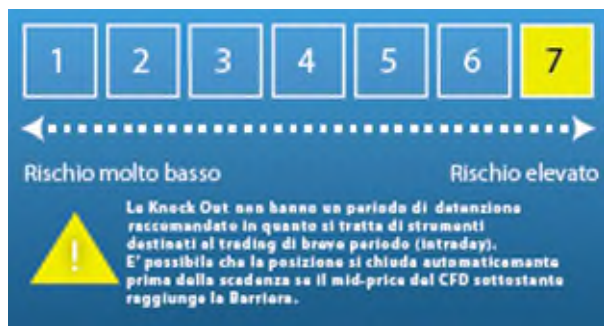 1 2 3 4 5 6 7
Rischio molto basso Rischio elevato
Le Knock Out non hanno un periodo di detenzione
raccomandato in quanto si tratta di strumenti
destinati al trading di breve periodo (intraday).
E' possibile che la posizione si chiuda automaticamente
prima della scadenza se il mid-price del CFD sottostante
raggiunge la Barriera.
!